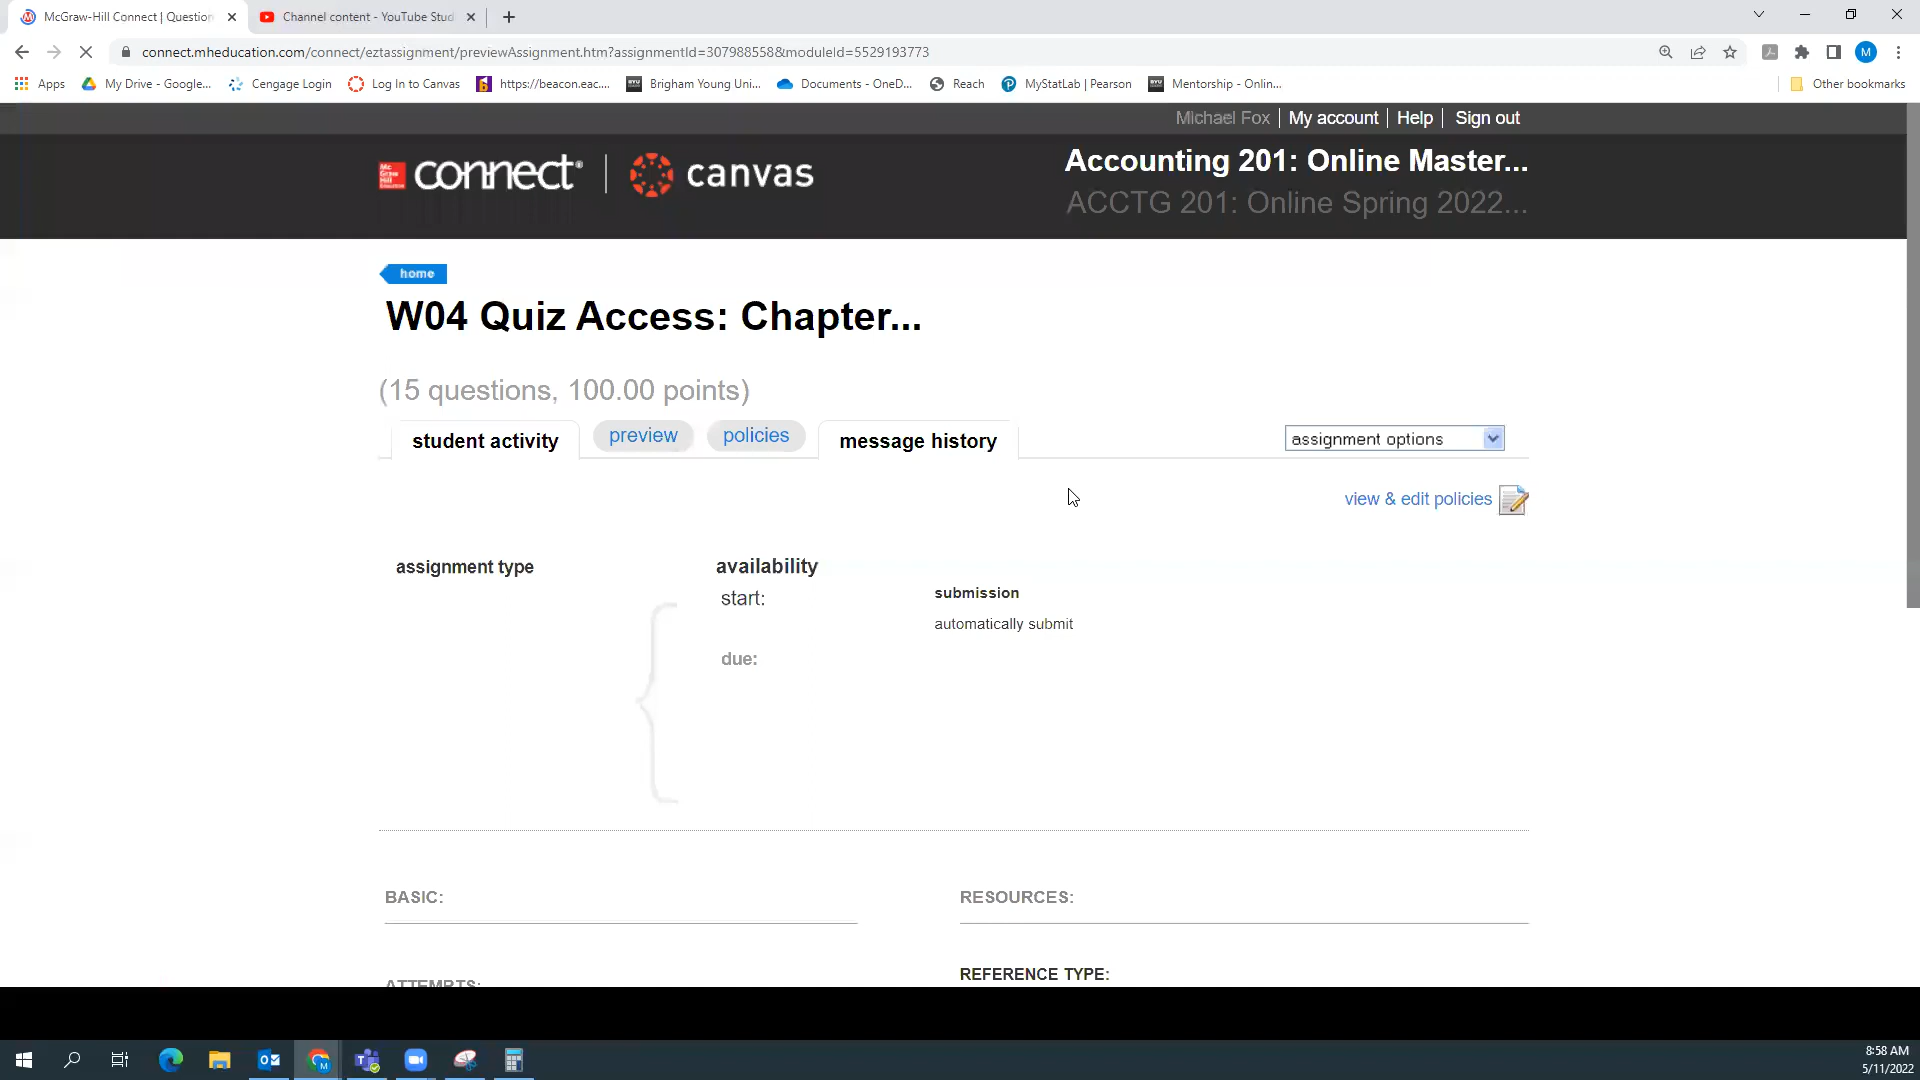 McGraw-Hill Connect | Question
Channel content - YouTube Stud
connect.mheducation.com/connect/eztassignment/previewAssignment.htm?assignmentId=307988558&moduleId=5529193773
M
Apps
My Drive - Google...
Cengage Login
Log In to Canvas
https://beacon.eac....
Brigham Young Uni...
Documents - OneD...
Reach
MyStatLab | Pearson
Mentorship - Onlin...
Other bookmarks
Michael Fox
My account
Help
Sign out
Mc Graw Hill Education
connect®
canvas
Accounting 201: Online Master...
ACCTG 201: Online Spring 2022...
home
W04 Quiz Access: Chapter...
(15 questions, 100.00 points)
student activity
preview
policies
message history
assignment options
view & edit policies
assignment type
availability
start:
due:
submission
automatically submit
BASIC:
RESOURCES:
ATTEMPTS:
REFERENCE TYPE:
8:58 AM
5/11/2022